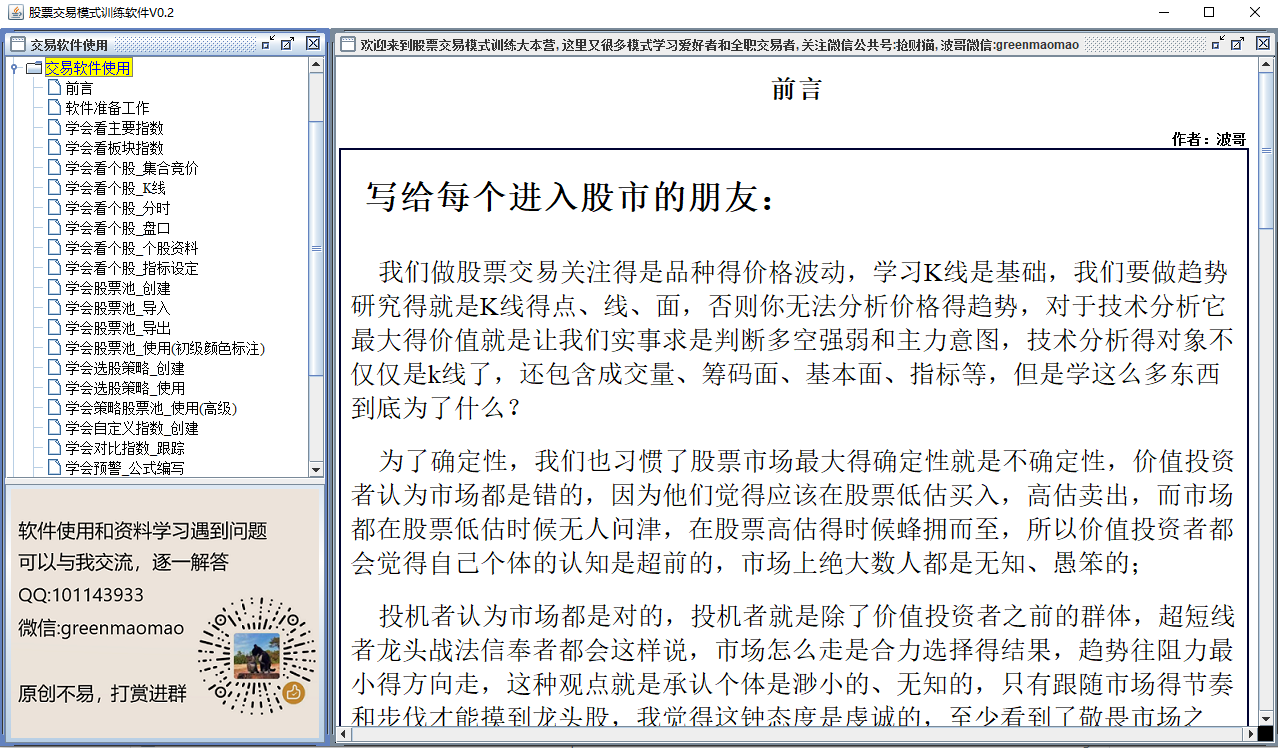 股票交易模式训练软件V0.2
交易软件使用
交易软件使用
前言
软件准备工作
学会看主要指数
学会看板块指数
学会看个股_集合竞价
学会看个股_K线
学会看个股_分时
学会看个股_盘口
学会看个股_个股资料
学会看个股_指标设定
学会股票池_创建
学会股票池_导入
学会股票池_导出
学会股票池_使用(初级颜色标注)
学会选股策略_创建
学会选股策略_使用
学会策略股票池_使用(高级)
学会自定义指数_创建
学会对比指数_跟踪
学会预警_公式编写
软件使用和资料学习遇到问题
可以与我交流，逐一解答
QQ:101143933
微信:greenmaomao
原创不易，打赏进群
欢迎来到股票交易模式训练大本营,这里又很多模式学习爱好者和全职交易者,关注微信公共号:抢财猫,波哥微信:greenmaomao
前言
作者：波哥
写给每个进入股市的朋友：
我们做股票交易关注得是品种得价格波动，学习K线是基础，我们要做趋势
研究得就是K线得点、线、面，否则你无法分析价格得趋势，对于技术分析它
最大得价值就是让我们实事求是判断多空强弱和主力意图，技术分析得对象不
仅仅是k线了，还包含成交量、筹码面、基本面、指标等，但是学这么多东西
到底为了什么？
为了确定性，我们也习惯了股票市场最大得确定性就是不确定性，价值投资
者认为市场都是错的，因为他们觉得应该在股票低估买入，高估卖出，而市场
都在股票低估时候无人问津，在股票高估得时候蜂拥而至，所以价值投资者都
会觉得自己个体的认知是超前的，市场上绝大数人都是无知、愚笨的；
投机者认为市场都是对的，投机者就是除了价值投资者之前的群体，超短线
者龙头战法信奉者都会这样说，市场怎么走是合力选择得结果，趋势往阻力最
小得方向走，这种观点就是承认个体是渺小的、无知的，只有跟随市场得节奏
和步伐才能摸到龙头股，我觉得这钟态度是虔诚的，至少看到了敬畏市场之